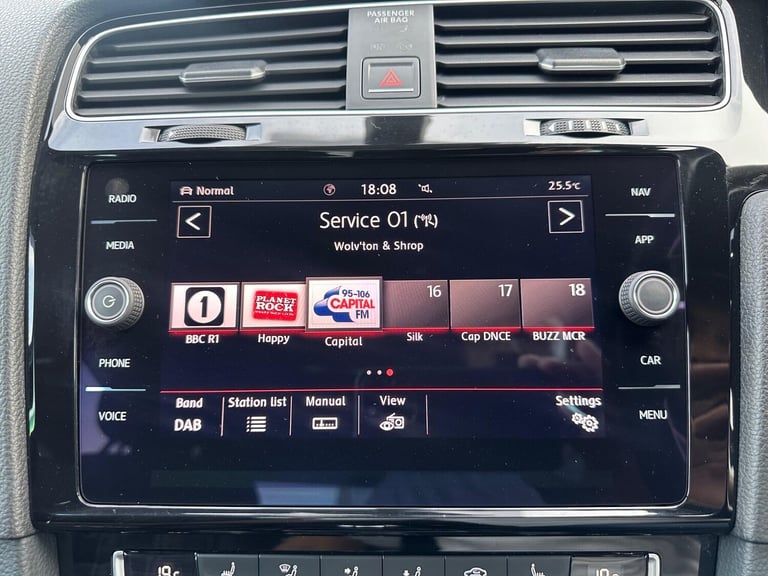 PASSENGER
AIR BAG
Normal 18:08 25.5°C
RADIO
MEDIA
PHONE
VOICE
NAV
APP
CAR
MENU
< Service 01 >
Wolv'ton & Shrop
1 PLANET ROCK 95-106 CAPITAL FM 16 17 18
BBC R1 Happy Capital Silk Cap DNCE BUZZ MCR
Band Station list Manual View Settings
DAB